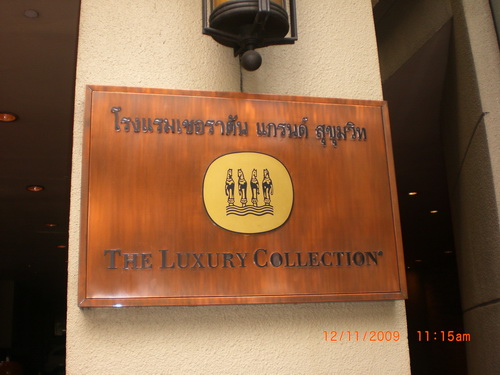 โรงแรมเชอราตัน แกรนด์ สุขุมวิท
THE LUXURY COLLECTION®
12/11/2009 11:15am